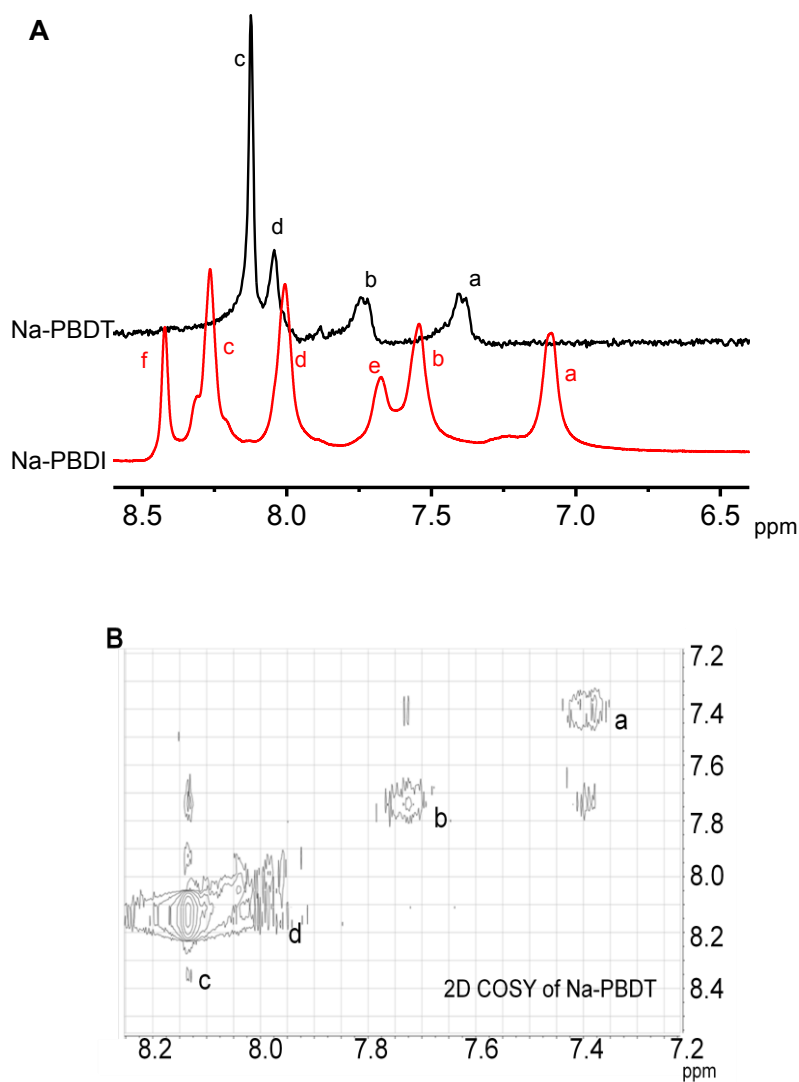 A
c
d
b
a
Na-PBDT
f
c
d
e
b
a
Na-PBDI
8.5 8.0 7.5 7.0 6.5
ppm
B
7.2
7.4
a
7.6
7.8
b
8.0
d
8.2
c
2D COSY of Na-PBDT
8.4
8.2 8.0 7.8 7.6 7.4 7.2
ppm